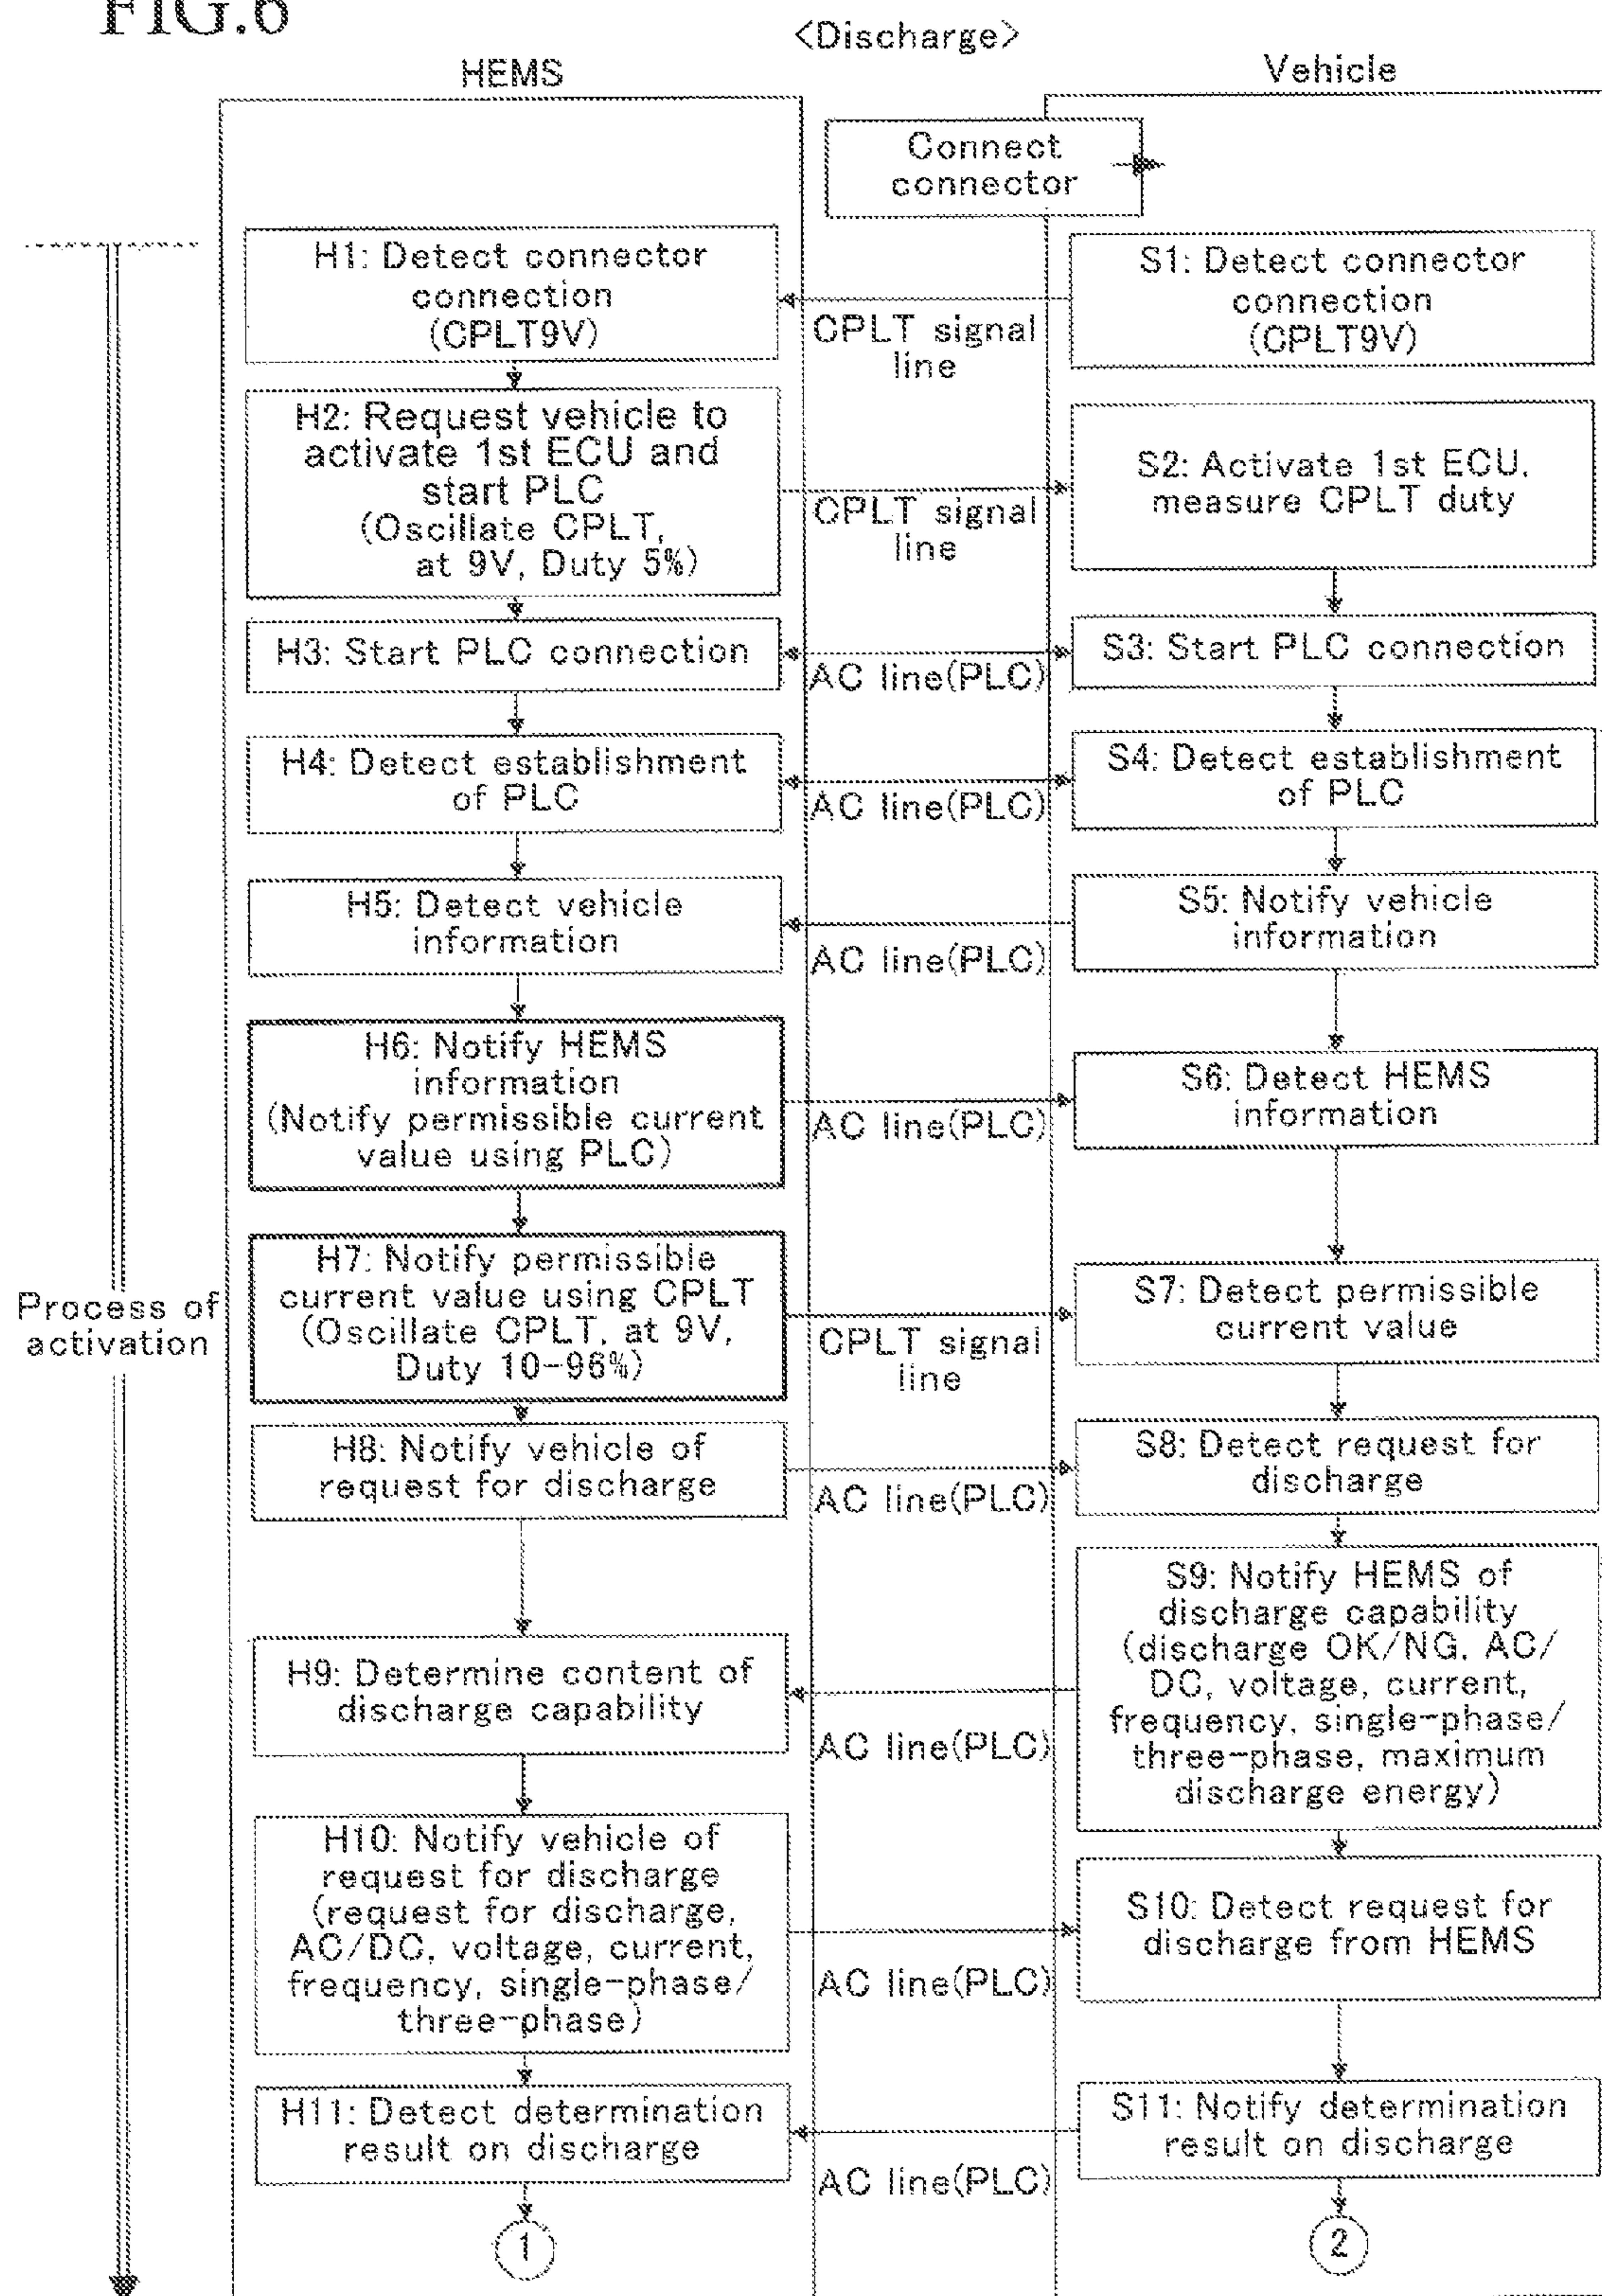 FIG.6
<Discharge>
HEMS
Vehicle
Connect
connector
H1: Detect connector
connection
(CPLT9V)
CPLT signal
line
S1: Detect connector
connection
(CPLT9V)
H2: Request vehicle to
activate 1st ECU and
start PLC
(Oscillate CPLT,
at 9V, Duty 5%)
CPLT signal
line
S2: Activate 1st ECU,
measure CPLT duty
H3: Start PLC connection
AC line(PLC)
S3: Start PLC connection
H4: Detect establishment
of PLC
AC line(PLC)
S4: Detect establishment
of PLC
H5: Detect vehicle
information
AC line(PLC)
S5: Notify vehicle
information
H6: Notify HEMS
information
(Notify permissible current
value using PLC)
AC line(PLC)
S6: Detect HEMS
information
Process of
activation
H7: Notify permissible
current value using CPLT
(Oscillate CPLT, at 9V,
Duty 10-96%)
CPLT signal
line
S7: Detect permissible
current value
H8: Notify vehicle of
request for discharge
AC line(PLC)
S8: Detect request for
discharge
H9: Determine content of
discharge capability
AC line(PLC)
S9: Notify HEMS of
discharge capability
(discharge OK/NG, AC/
DC, voltage, current,
frequency, single-phase/
three-phase, maximum
discharge energy)
H10: Notify vehicle of
request for discharge
(request for discharge,
AC/DC, voltage, current,
frequency, single-phase/
three-phase)
AC line(PLC)
S10: Detect request for
discharge from HEMS
H11: Detect determination
result on discharge
AC line(PLC)
S11: Notify determination
result on discharge
1
2